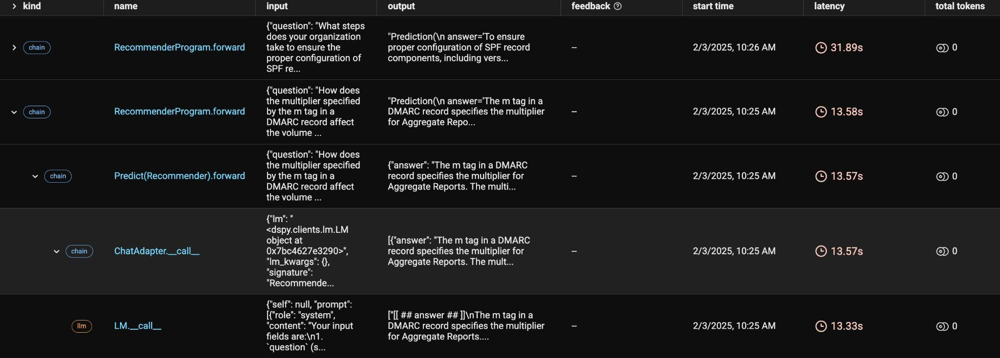 kind name input output feedback start time latency total tokens
chain
RecommenderProgram.forward
{"question": "What steps
does your organization
take to ensure the
proper configuration of
SPF re...
"Prediction(\n answer='To ensure
proper configuration of SPF record
components, including vers...
--
2/3/2025, 10:26 AM
31.89s
0
chain
RecommenderProgram.forward
{"question": "How does
the multiplier specified
by the m tag in a
DMARC record affect
the volume ...
"Prediction(\n answer='The m tag in a
DMARC record specifies the multiplier
for Aggregate Repo...
--
2/3/2025, 10:25 AM
13.58s
0
chain
Predict(Recommender).forward
{"question": "How does
the multiplier specified
by the m tag in a
DMARC record affect
the volume ...
{"answer": "The m tag in a DMARC
record specifies the multiplier for
Aggregate Reports. The multi...
--
2/3/2025, 10:25 AM
13.57s
0
chain
ChatAdapter.__call__
{"lm": "
<dspy.clients.lm.LM
object at
0x7bc4627e3290>",
"lm_kwargs": {},
"signature":
"Recommende...
[{"answer": "The m tag in a DMARC
record specifies the multiplier for
Aggregate Reports. The mult...
--
2/3/2025, 10:25 AM
13.57s
0
llm
LM.__call__
{"self": null, "prompt":
[{"role": "system",
"content": "Your input
fields are:\n1.
`question` (s...
["[[ ## answer ## ]]\nThe m tag in a
DMARC record specifies the multiplier
for Aggregate Reports....
--
2/3/2025, 10:25 AM
13.33s
0